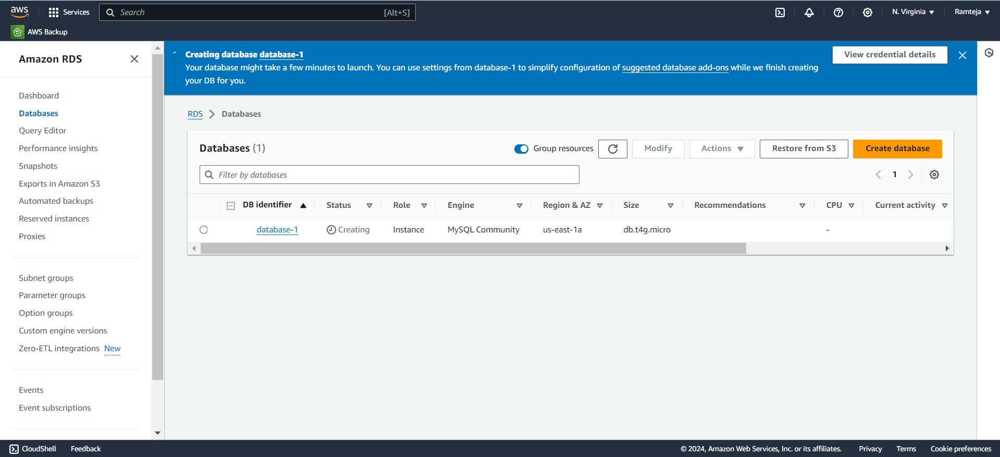 aws
Services
Search
[Alt+S]
N. Virginia
Ramteja
AWS Backup
Amazon RDS
Dashboard
Databases
Query Editor
Performance insights
Snapshots
Exports in Amazon S3
Automated backups
Reserved instances
Proxies
Subnet groups
Parameter groups
Option groups
Custom engine versions
Zero-ETL integrations New
Events
Event subscriptions
Creating database database-1
Your database might take a few minutes to launch. You can use settings from database-1 to simplify configuration of suggested database add-ons while we finish creating
your DB for you.
View credential details
RDS
Databases
Databases (1)
Group resources
Modify
Actions
Restore from S3
Create database
Filter by databases
1
DB identifier
Status
Role
Engine
Region & AZ
Size
Recommendations
CPU
Current activity
database-1
Creating
Instance
MySQL Community
us-east-1a
db.t4g.micro
-
CloudShell
Feedback
© 2024, Amazon Web Services, Inc. or its affiliates.
Privacy
Terms
Cookie preferences